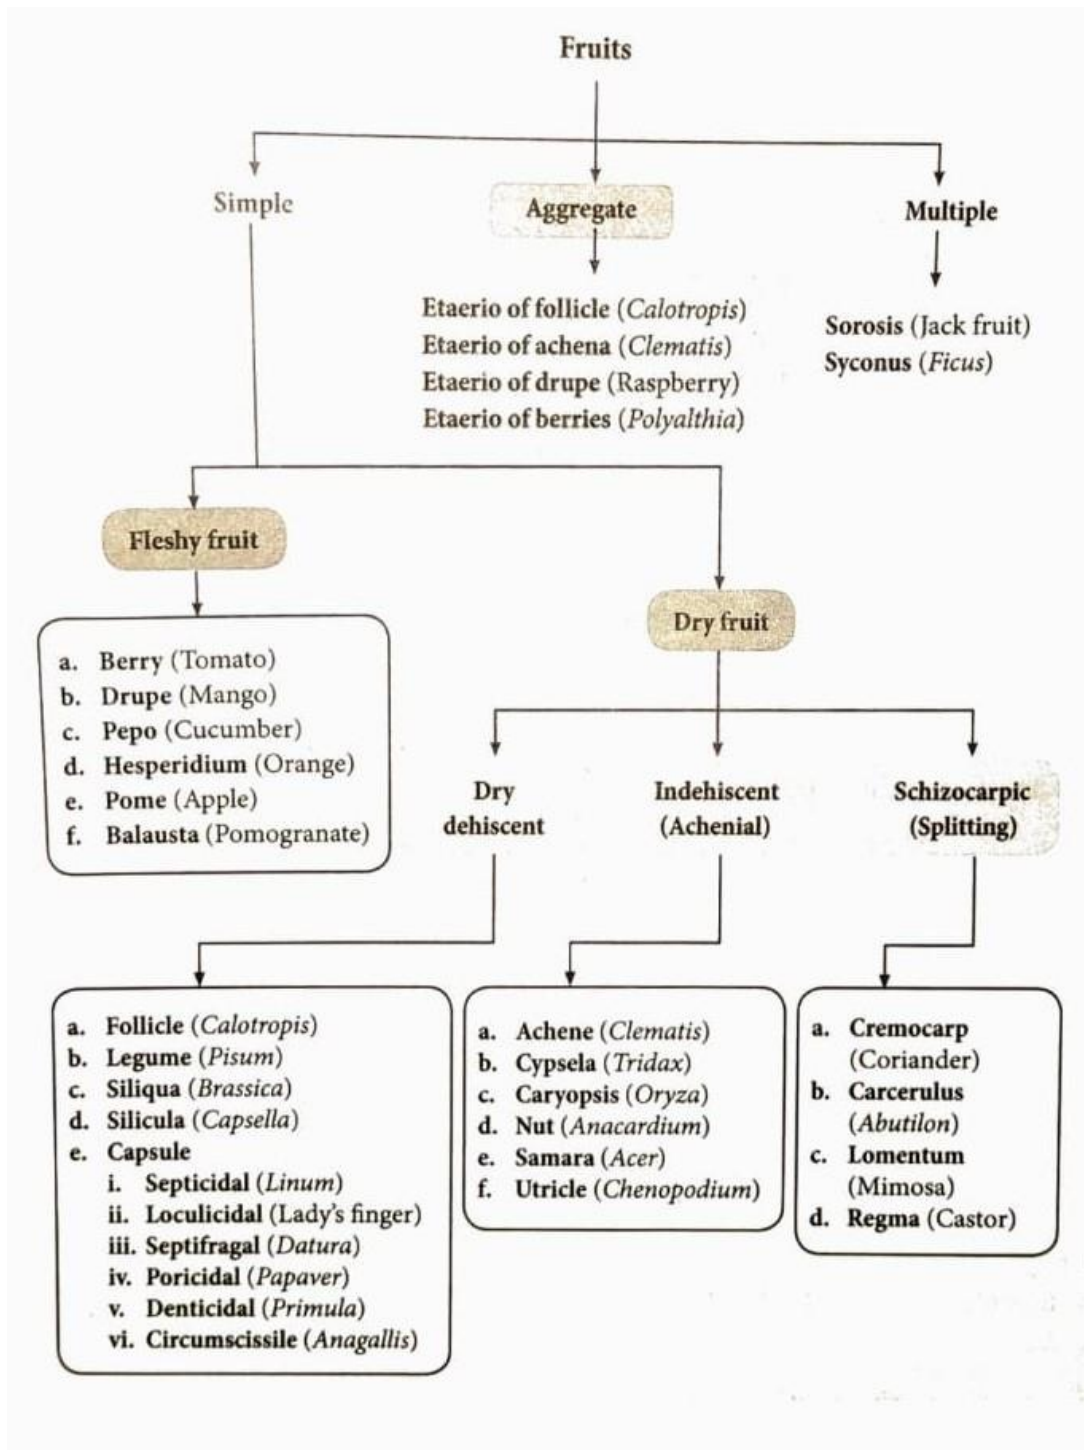 Fruits
Simple
Aggregate
Multiple
Etaerio of follicle (Calotropis)
Etaerio of achena (Clematis)
Etaerio of drupe (Raspberry)
Etaerio of berries (Polyalthia)
Sorosis (Jack fruit)
Syconus (Ficus)
Fleshy fruit
Dry fruit
a. Berry (Tomato)
b. Drupe (Mango)
c. Pepo (Cucumber)
d. Hesperidium (Orange)
e. Pome (Apple)
f. Balausta (Pomogranate)
Dry
dehiscent
Indehiscent
(Achenial)
Schizocarpic
(Splitting)
a. Follicle (Calotropis)
b. Legume (Pisum)
c. Siliqua (Brassica)
d. Silicula (Capsella)
e. Capsule
i. Septicidal (Linum)
ii. Loculicidal (Lady's finger)
iii. Septifragal (Datura)
iv. Poricidal (Papaver)
v. Denticidal (Primula)
vi. Circumscissile (Anagallis)
a. Achene (Clematis)
b. Cypsela (Tridax)
c. Caryopsis (Oryza)
d. Nut (Anacardium)
e. Samara (Acer)
f. Utricle (Chenopodium)
a. Cremocarp
(Coriander)
b. Carcerulus
(Abutilon)
c. Lomentum
(Mimosa)
d. Regma (Castor)